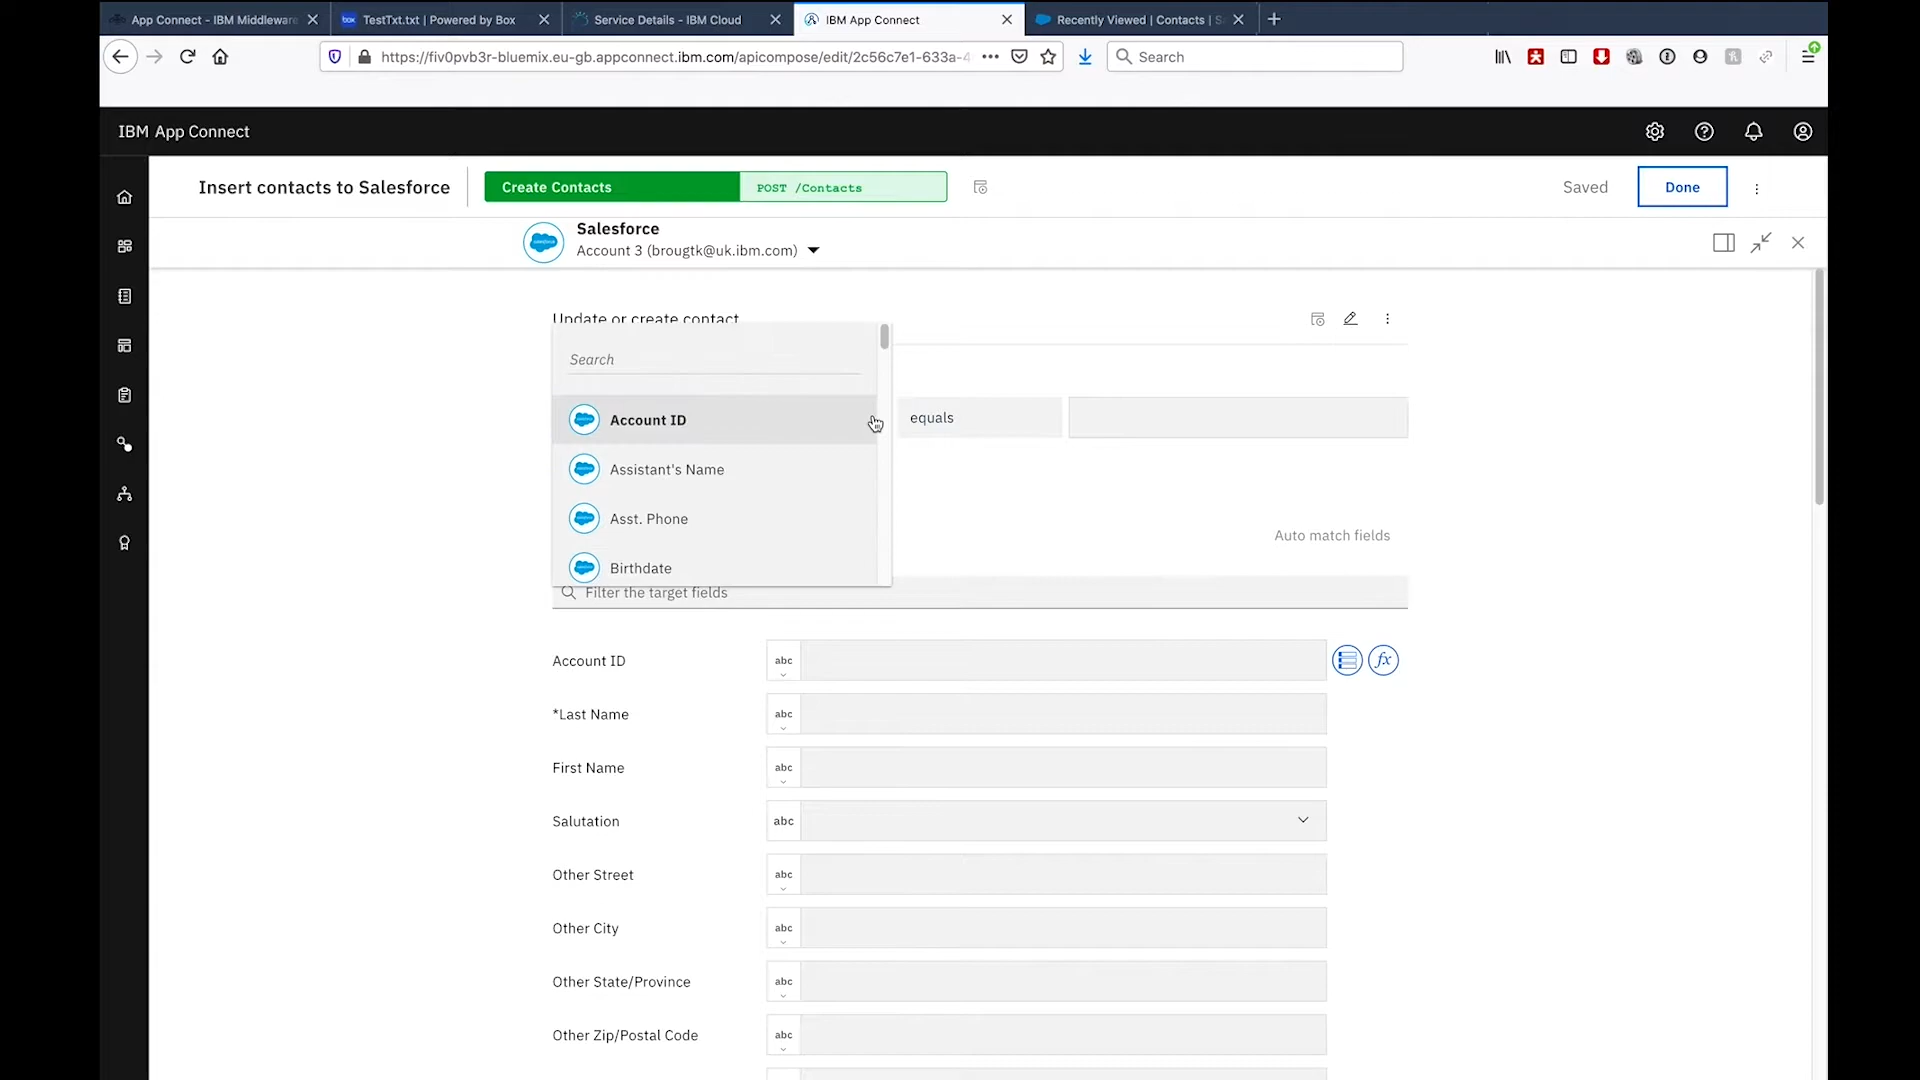 App Connect - IBM Middleware
TestTxt.txt | Powered by Box
Service Details - IBM Cloud
IBM App Connect
Recently Viewed | Contacts | S
https://fiv0pvb3r-bluemix.eu-gb.appconnect.ibm.com/apicompose/edit/2c56c7e1-633a-4
Search
IBM App Connect
Insert contacts to Salesforce
Create Contacts
POST /Contacts
Saved
Done
Salesforce
Account 3 (brougtk@uk.ibm.com)
Update or create contact
Search
Account ID
equals
Assistant's Name
Asst. Phone
Auto match fields
Birthdate
Filter the target fields
Account ID
abc
fx
*Last Name
abc
First Name
abc
Salutation
abc
Other Street
abc
Other City
abc
Other State/Province
abc
Other Zip/Postal Code
abc